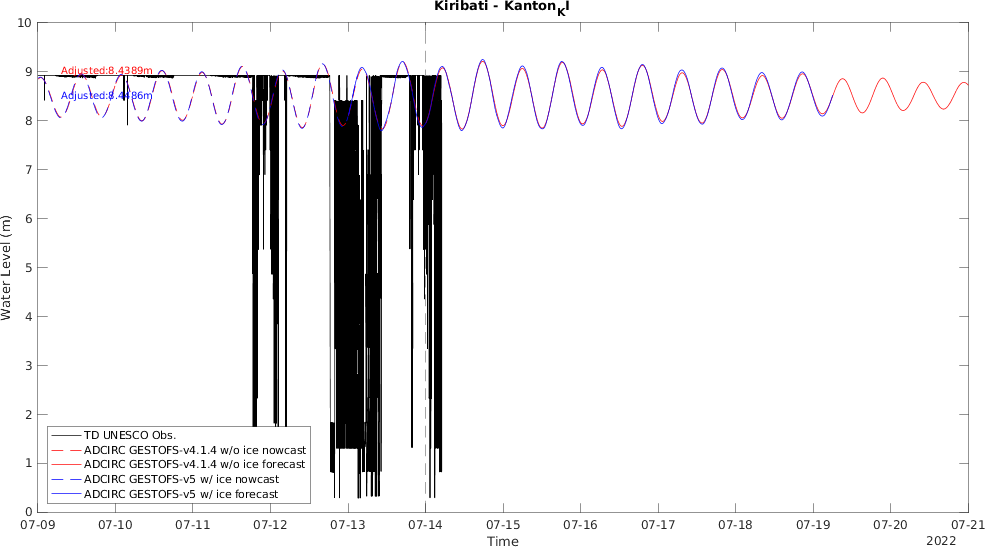 Kiribati - Kanton_KI
10
9
8
7
6
5
4
3
2
1
0
Water Level (m)
Adjusted:8.4389m
Adjusted:8.4486m
TD UNESCO Obs.
ADCIRC GESTOFS-v4.1.4 w/o ice nowcast
ADCIRC GESTOFS-v4.1.4 w/o ice forecast
ADCIRC GESTOFS-v5 w/ ice nowcast
ADCIRC GESTOFS-v5 w/ ice forecast
07-09 07-10 07-11 07-12 07-13 07-14 07-15 07-16 07-17 07-18 07-19 07-20 07-21
Time
2022